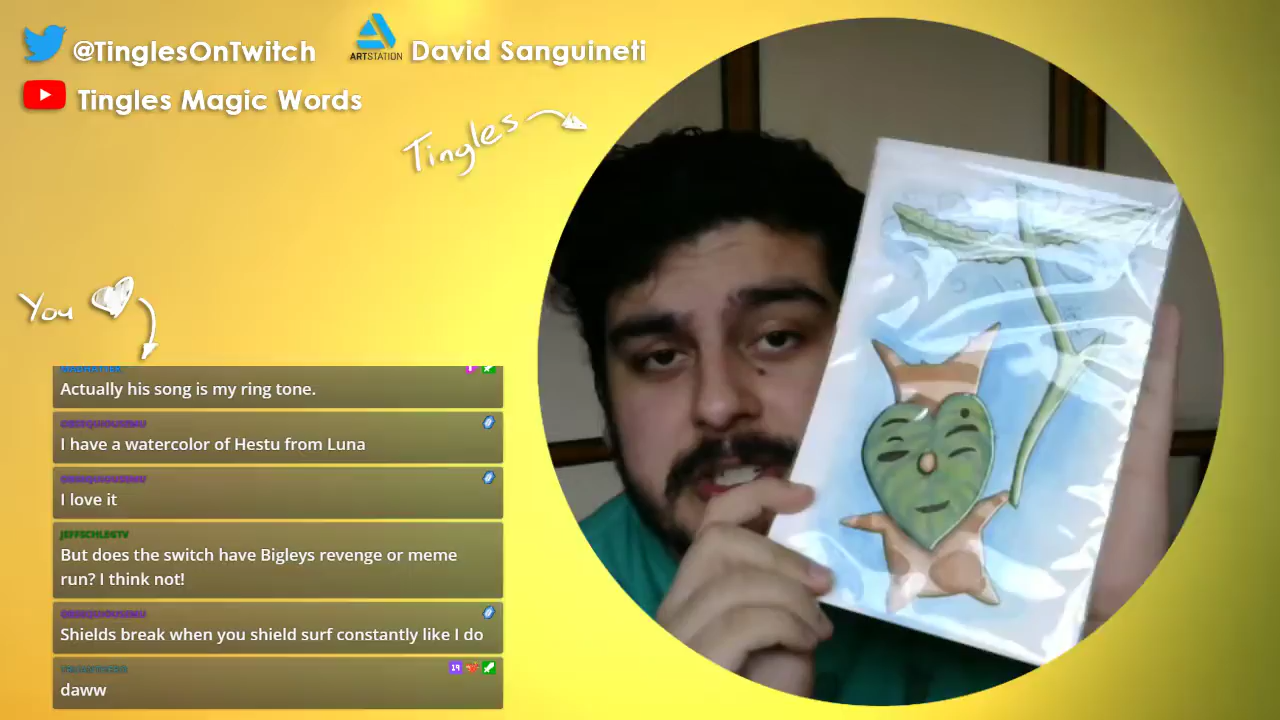 @TinglesOnTwitch
ARTSTATION
David Sanguineti
Tingles Magic Words
Tingles
You
Actually his song is my ring tone.
I have a watercolor of Hestu from Luna
I love it
JEFFSCHLEGTV
But does the switch have Bigleys revenge or meme
run? I think not!
Shields break when you shield surf constantly like I do
19
daww